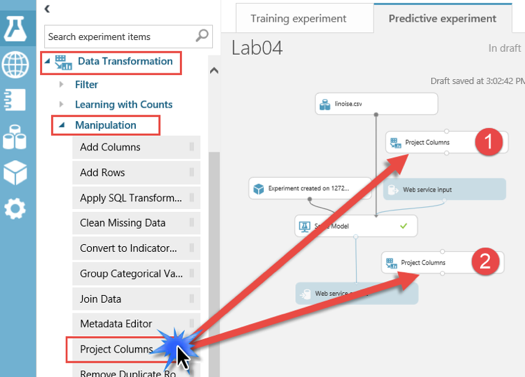 Search experiment items
Data Transformation
Filter
Learning with Counts
Manipulation
Add Columns
Add Rows
Apply SQL Transform...
Clean Missing Data
Convert to Indicator...
Group Categorical Va...
Join Data
Metadata Editor
Project Columns
Remove Duplicate Ro
Training experiment
Predictive experiment
Lab04
In draft
Draft saved at 3:02:42 PM
linoise.csv
Project Columns
1
Experiment created on 1272...
Web service input
Model
Project Columns
2
Web service